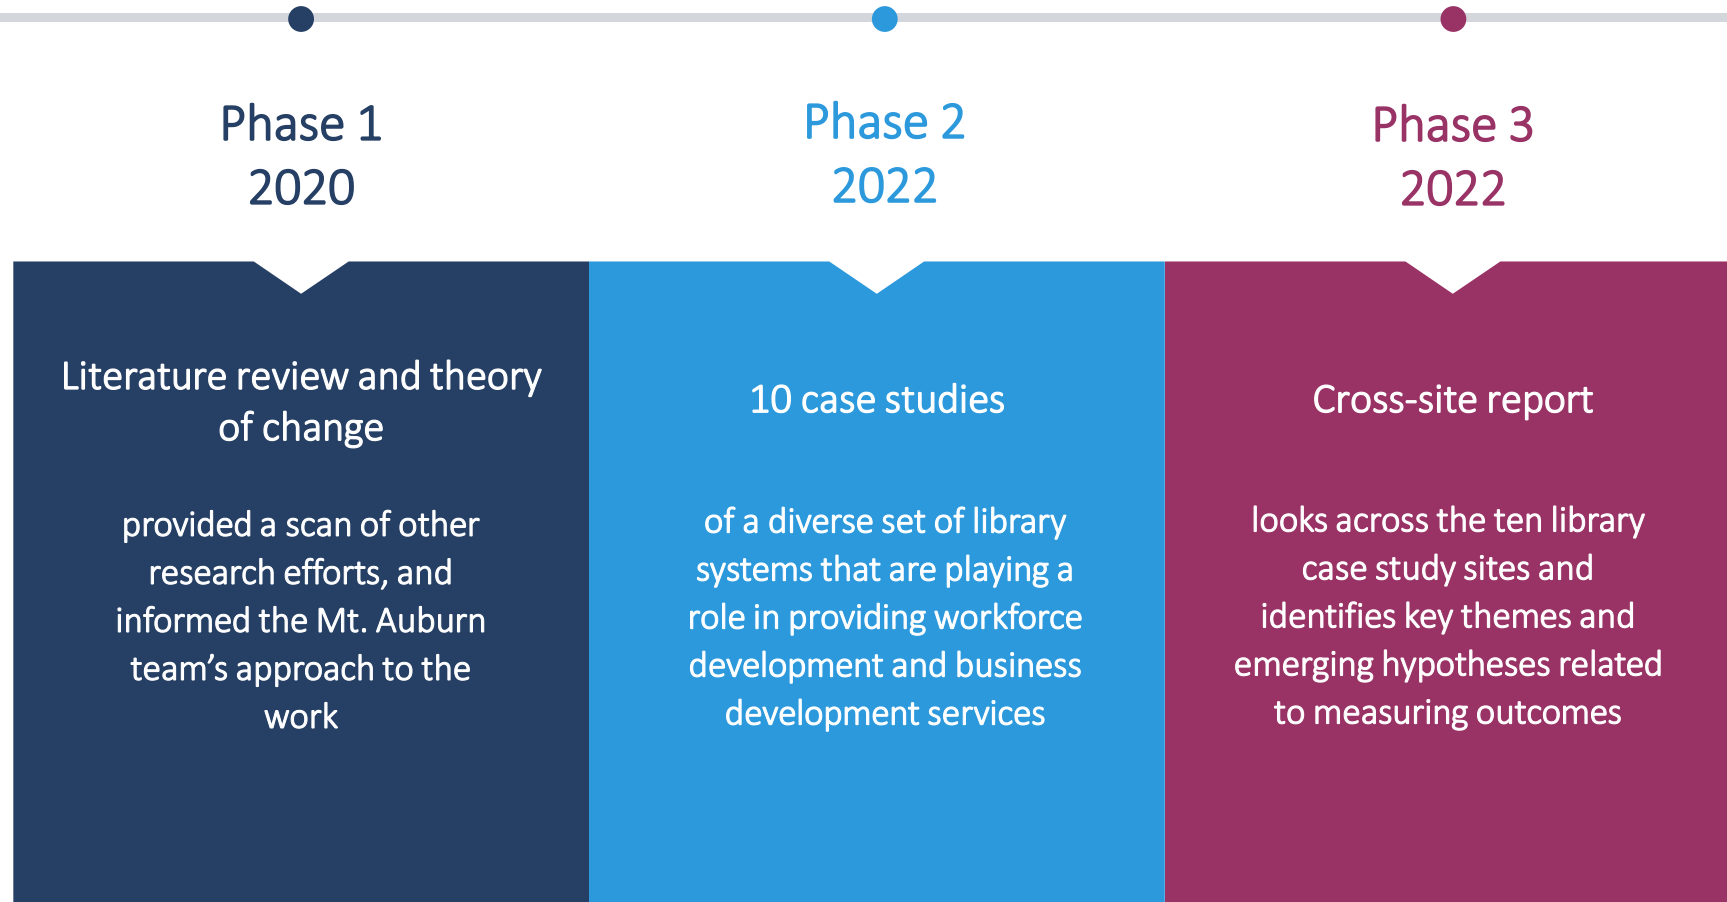 Phase 1
2020
Phase 2
2022
Phase 3
2022
Literature review and theory
of change
provided a scan of other
research efforts, and
informed the Mt. Auburn
team’s approach to the
work
10 case studies
of a diverse set of library
systems that are playing a
role in providing workforce
development and business
development services
Cross-site report
looks across the ten library
case study sites and
identifies key themes and
emerging hypotheses related
to measuring outcomes